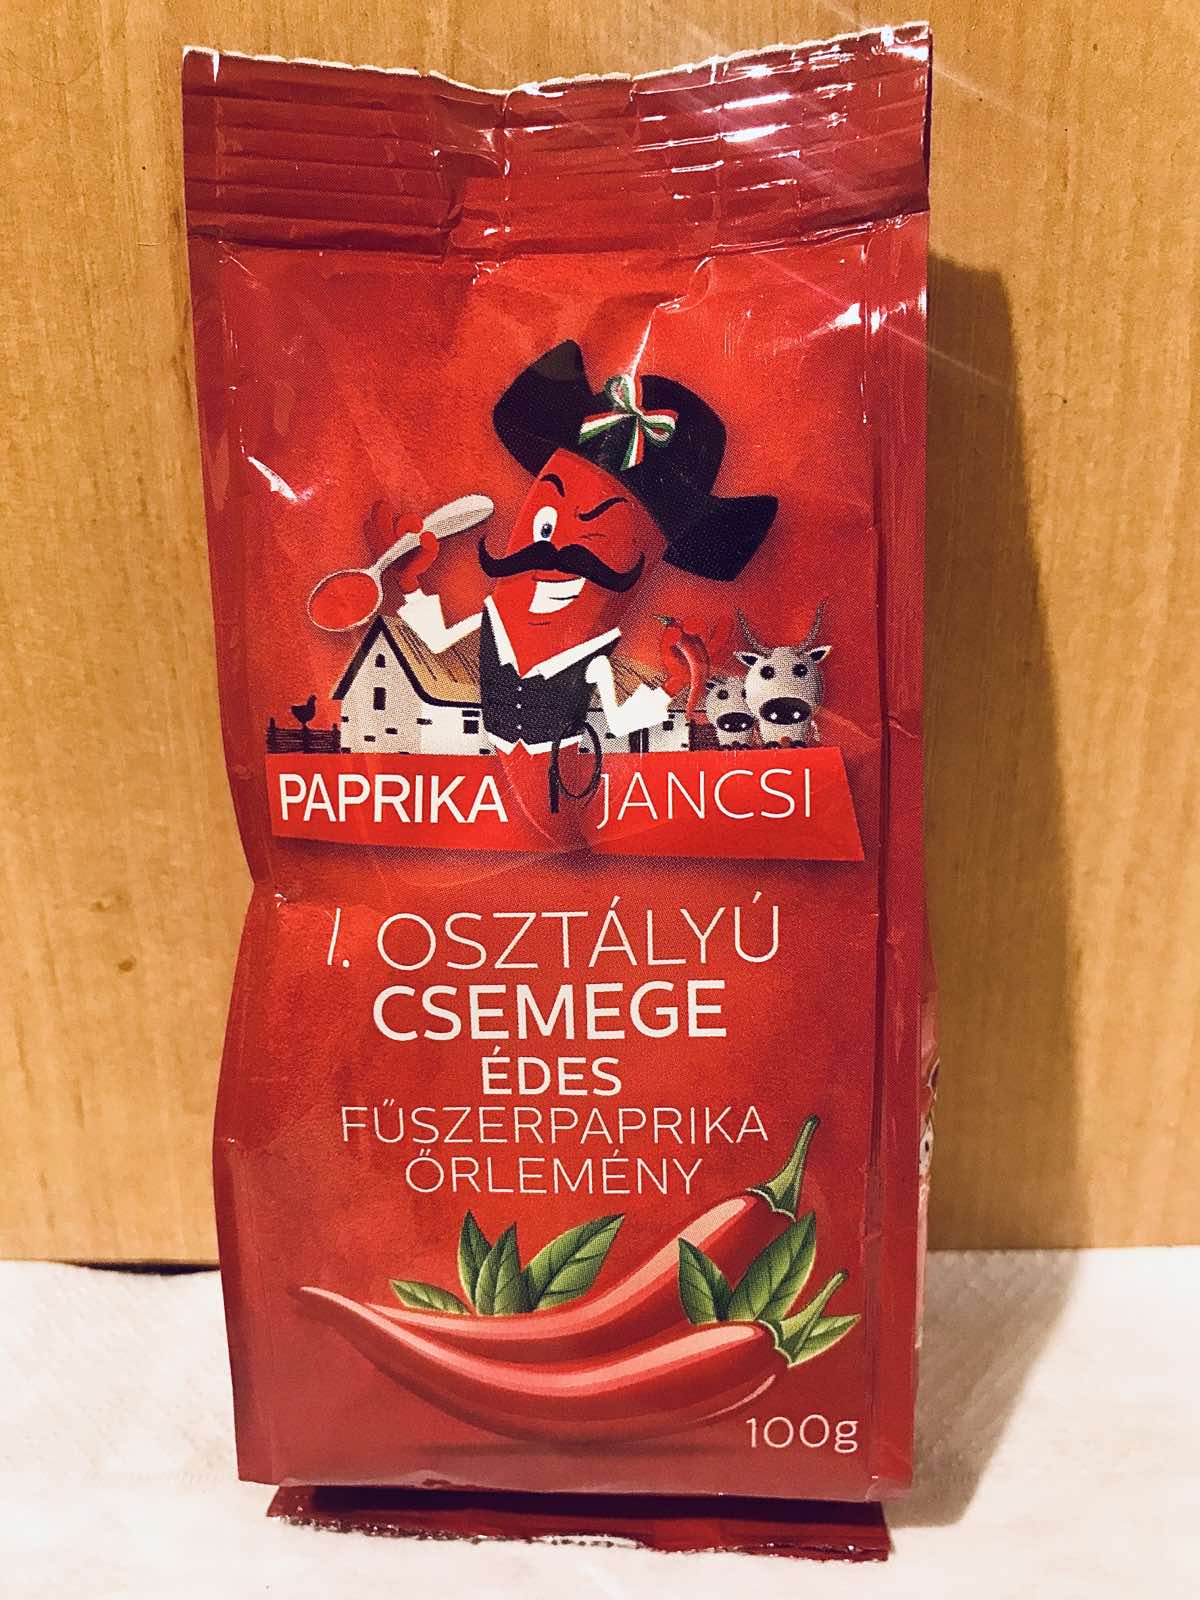 PAPRIKA JANCSI
I. OSZTÁLYÚ
CSEMEGE
ÉDES
FŰSZERPAPRIKA
ŐRLEMÉNY
100g